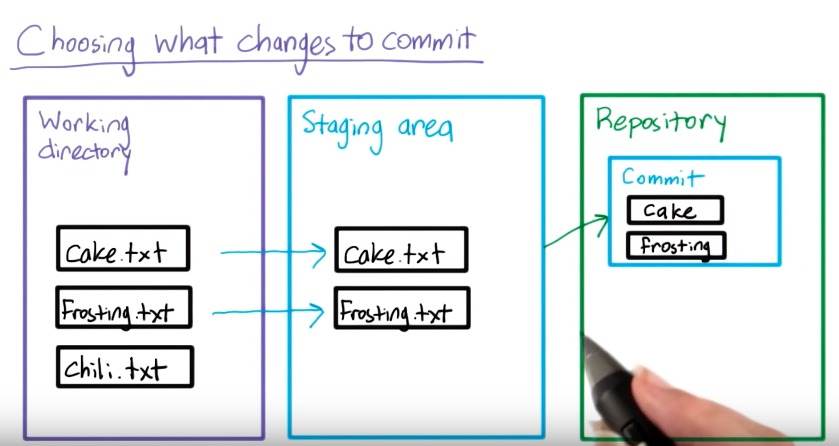 Choosing what changes to commit
Working
directory
Cake.txt
Frosting.txt
Chili.txt
Staging area
Cake.txt
Frosting.txt
Repository
Commit
Cake
frosting